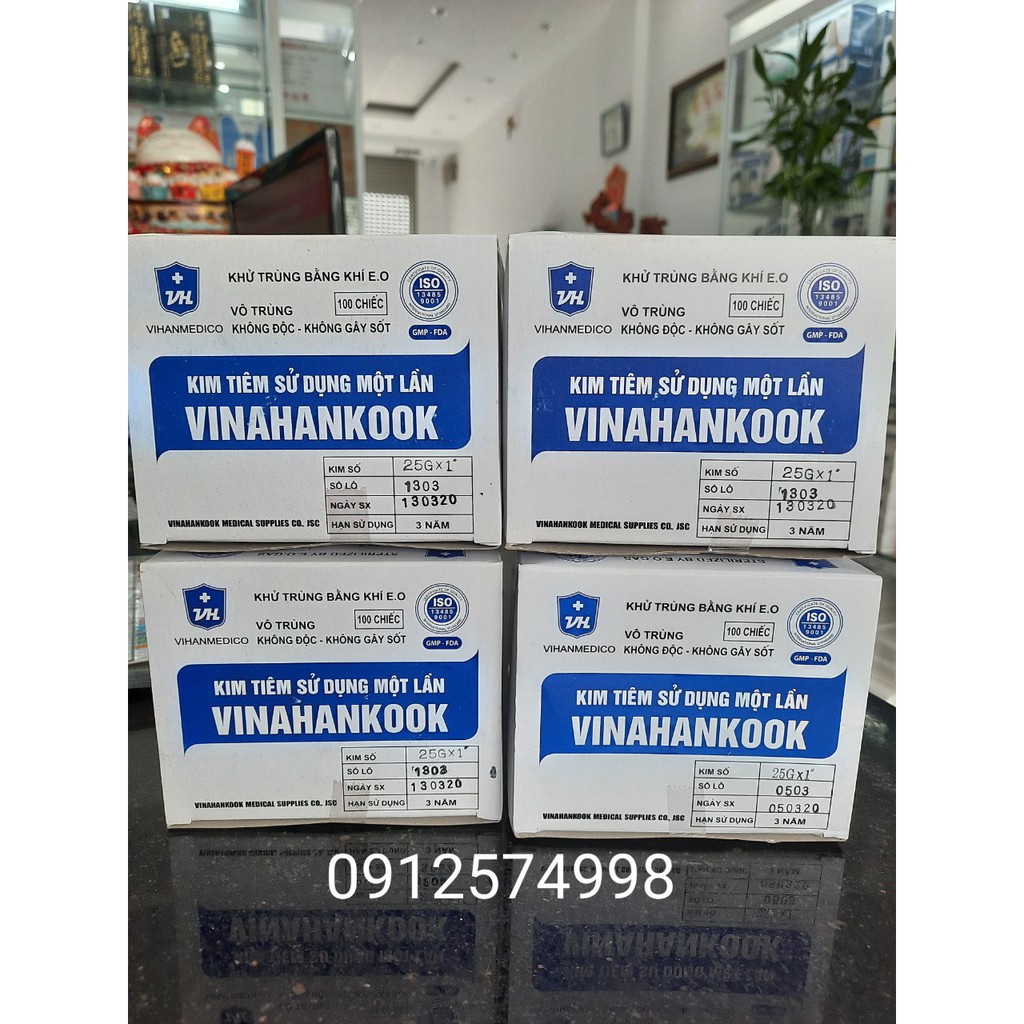 KHỬ TRÙNG BẰNG KHÍ E.O
VH
VIHANMEDICO
VÔ TRÙNG
100 CHIẾC
KHÔNG ĐỘC - KHÔNG GÂY SỐT
ISO
13485
9001
GMP - FDA
KIM TIÊM SỬ DỤNG MỘT LẦN
VINAHANKOOK
KIM SỐ 25G×1"
SỐ LÔ 1303
NGÀY SX 130320
HẠN SỬ DỤNG 3 NĂM
VINAHANKOOK MEDICAL SUPPLIES CO. JSC
KHỬ TRÙNG BẰNG KHÍ E.O
VH
VIHANMEDICO
VÔ TRÙNG
100 CHIẾC
KHÔNG ĐỘC - KHÔNG GÂY SỐT
ISO
13485
9001
GMP - FDA
KIM TIÊM SỬ DỤNG MỘT LẦN
VINAHANKOOK
KIM SỐ 25G×1"
SỐ LÔ 1303
NGÀY SX 130320
HẠN SỬ DỤNG 3 NĂM
VINAHANKOOK MEDICAL SUPPLIES CO. JSC
STERILIZED BY E.O GAS
KHỬ TRÙNG BẰNG KHÍ E.O
VH
VIHANMEDICO
VÔ TRÙNG
100 CHIẾC
KHÔNG ĐỘC - KHÔNG GÂY SỐT
ISO
13485
9001
GMP - FDA
KIM TIÊM SỬ DỤNG MỘT LẦN
VINAHANKOOK
KIM SỐ 25G×1"
SỐ LÔ 1303
NGÀY SX 130320
HẠN SỬ DỤNG 3 NĂM
VINAHANKOOK MEDICAL SUPPLIES CO. JSC
STERILIZED BY E.O GAS
KHỬ TRÙNG BẰNG KHÍ E.O
VH
VIHANMEDICO
VÔ TRÙNG
100 CHIẾC
KHÔNG ĐỘC - KHÔNG GÂY SỐT
ISO
13485
9001
GMP - FDA
KIM TIÊM SỬ DỤNG MỘT LẦN
VINAHANKOOK
KIM SỐ 25G×1"
SỐ LÔ 0503
NGÀY SX 050320
HẠN SỬ DỤNG 3 NĂM
VINAHANKOOK MEDICAL SUPPLIES CO. JSC
0912574998